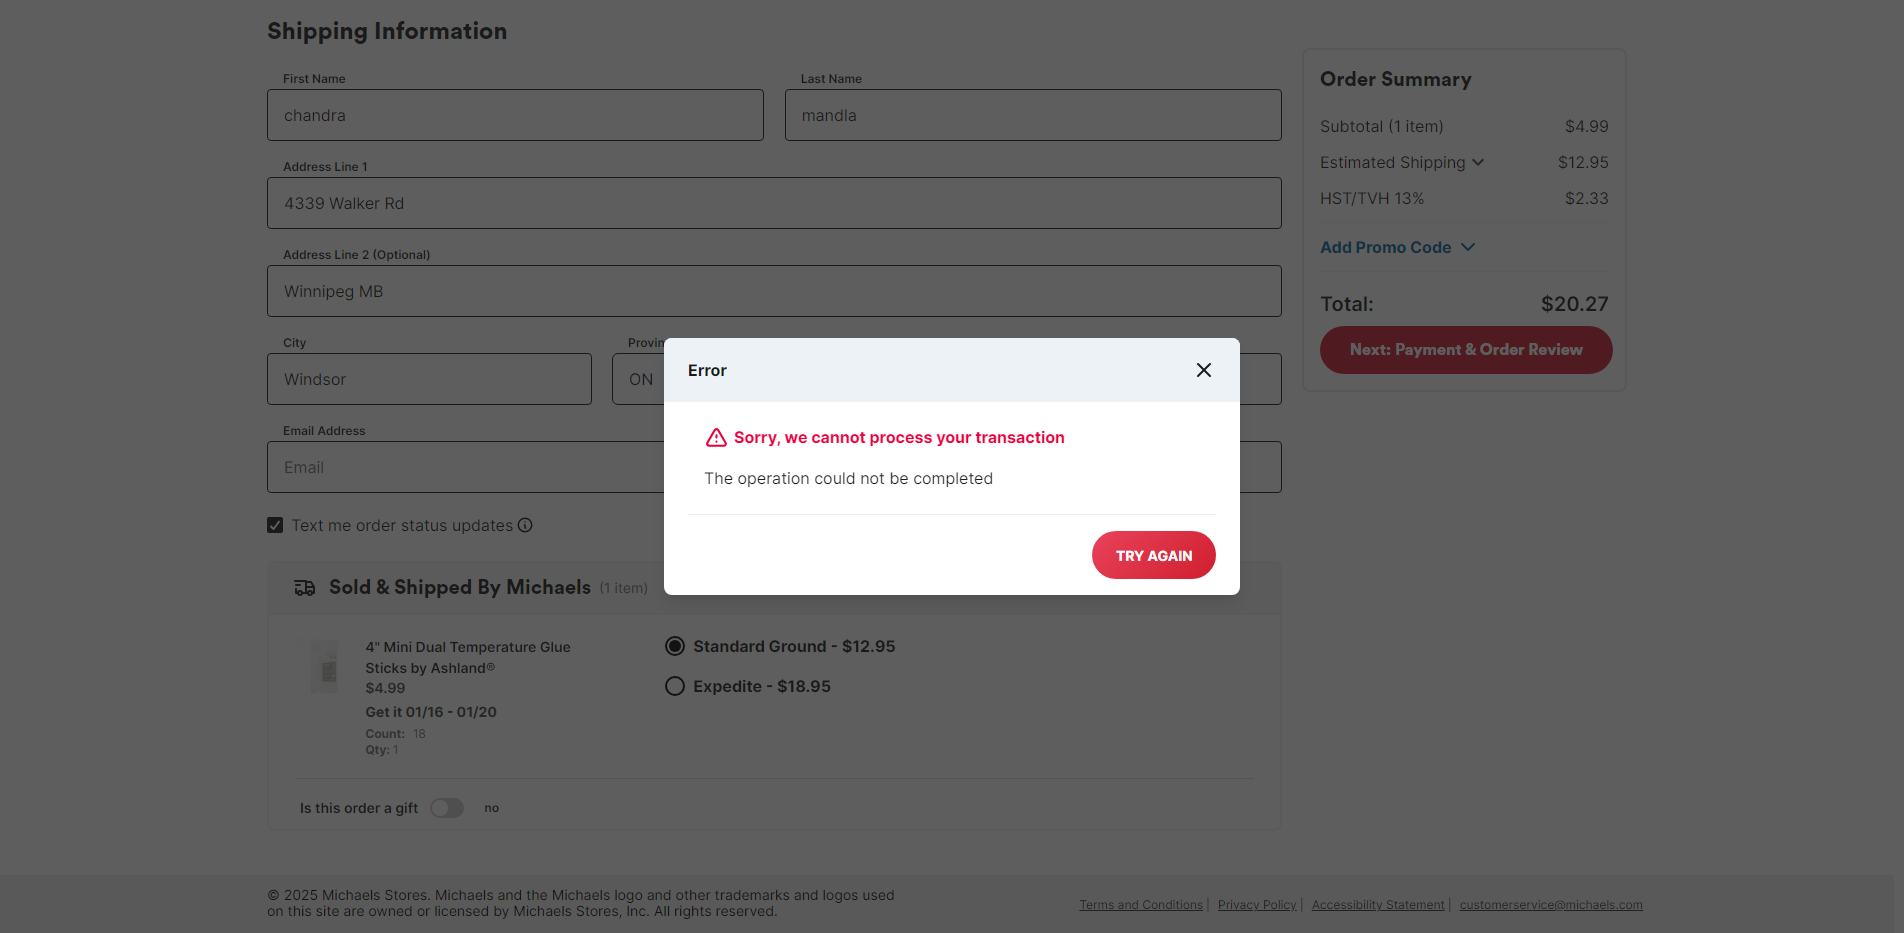 Shipping Information
First Name
Last Name
chandra
mandla
Address Line 1
4339 Walker Rd
Address Line 2 (Optional)
Winnipeg MB
City
Provin
Windsor
ON
Email Address
Email
Text me order status updates
Sold & Shipped By Michaels (1 item)
4" Mini Dual Temperature Glue
Sticks by Ashland®
$4.99
Get it 01/16 - 01/20
Count: 18
Qty: 1
Standard Ground - $12.95
Expedite - $18.95
Is this order a gift no
Order Summary
Subtotal (1 item) $4.99
Estimated Shipping $12.95
HST/TVH 13% $2.33
Add Promo Code
Total: $20.27
Next: Payment & Order Review
Error
Sorry, we cannot process your transaction
The operation could not be completed
TRY AGAIN
© 2025 Michaels Stores. Michaels and the Michaels logo and other trademarks and logos used
on this site are owned or licensed by Michaels Stores, Inc. All rights reserved.
Terms and Conditions | Privacy Policy | Accessibility Statement | customerservice@michaels.com